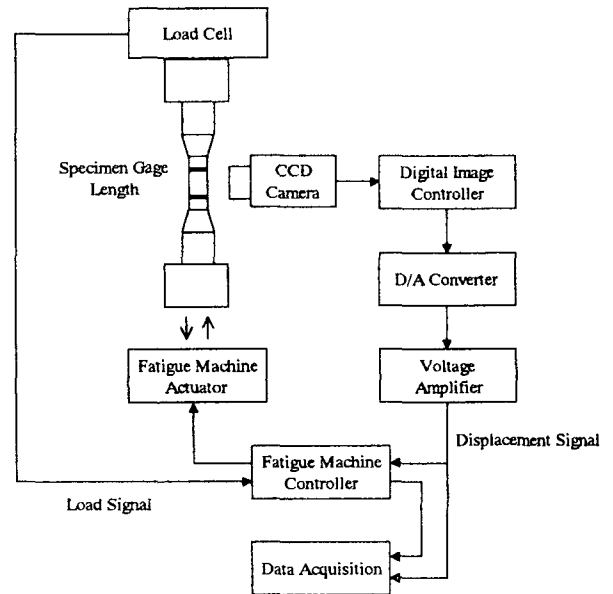 Load Cell
Specimen Gage
Length
CCD
Camera
Digital Image
Controller
D/A Converter
Fatigue Machine
Actuator
Voltage
Amplifier
Displacement Signal
Fatigue Machine
Controller
Load Signal
Data Acquisition